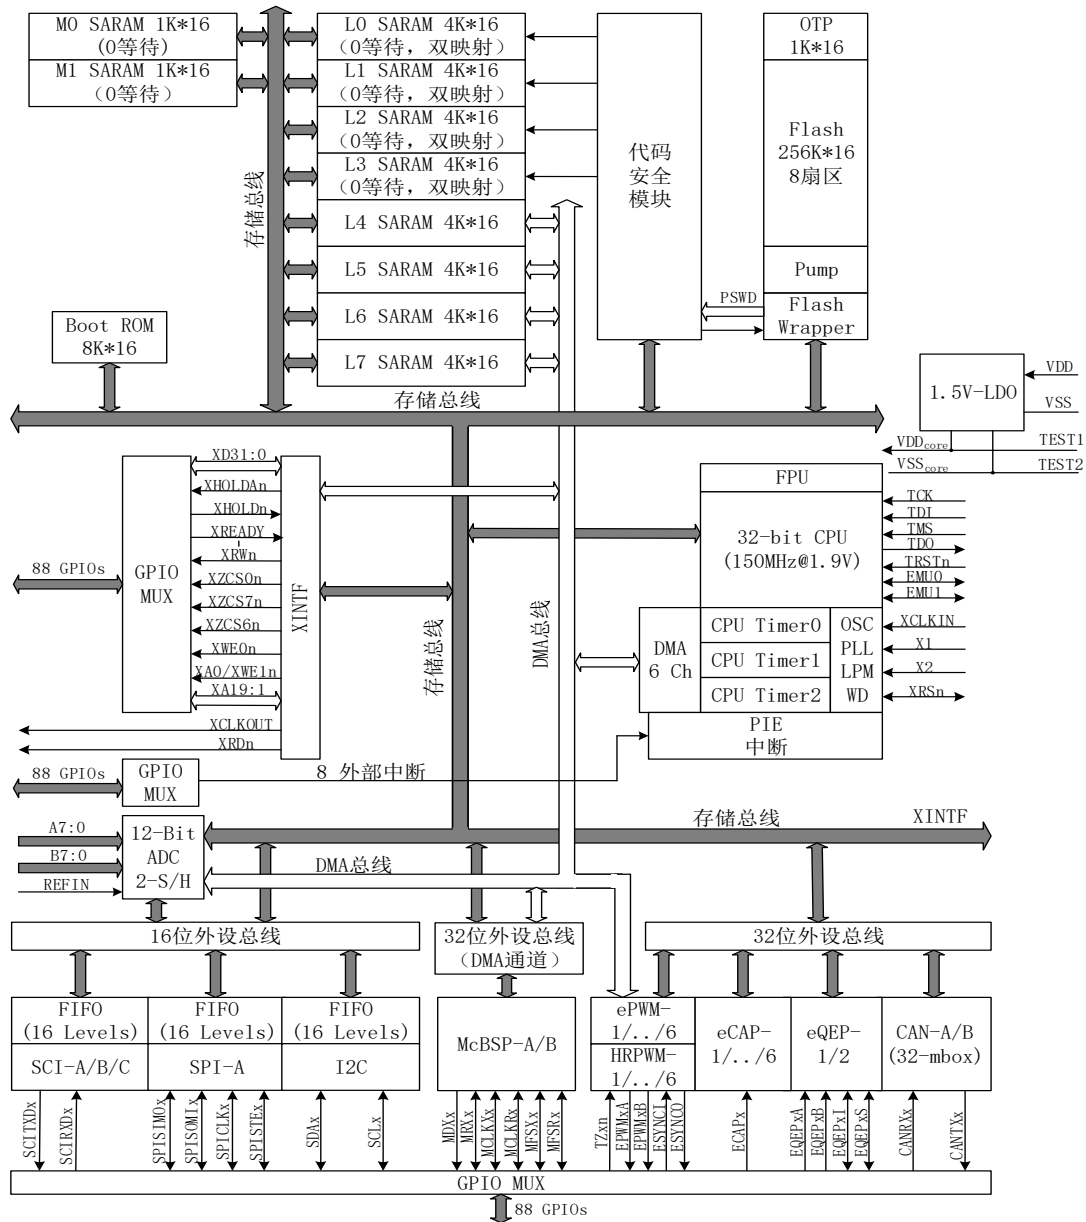 M0 SARAM 1K*16
(0等待)
M1 SARAM 1K*16
（0等待）
L0 SARAM 4K*16
（0等待，双映射）
L1 SARAM 4K*16
（0等待，双映射）
L2 SARAM 4K*16
（0等待，双映射）
L3 SARAM 4K*16
（0等待，双映射）
L4 SARAM 4K*16
L5 SARAM 4K*16
L6 SARAM 4K*16
L7 SARAM 4K*16
存储总线
代码
安全
模块
OTP
1K*16
Flash
256K*16
8扇区
Pump
Flash
Wrapper
PSWD
Boot ROM
8K*16
存储总线
1.5V-LDO
VDD
VSS
VDDcore
TEST1
VSScore
TEST2
XD31:0
XHOLDAn
XHOLDn
XREADY
XRWn
XZCS0n
XZCS7n
XZCS6n
XWE0n
XA0/XWE1n
XA19:1
XCLKOUT
XRDn
88 GPIOs
GPIO
MUX
XINTF
存储总线
DMA总线
FPU
32-bit CPU
(150MHz@1.9V)
TCK
TDI
TMS
TDO
TRSTn
EMU0
EMU1
DMA
6 Ch
CPU Timer0
CPU Timer1
CPU Timer2
OSC
PLL
LPM
WD
XCLKIN
X1
X2
XRSn
PIE
中断
88 GPIOs
GPIO
MUX
8 外部中断
A7:0
B7:0
REFIN
12-Bit
ADC
2-S/H
存储总线
XINTF
DMA总线
16位外设总线
32位外设总线
（DMA通道）
32位外设总线
FIFO
(16 Levels)
SCI-A/B/C
FIFO
(16 Levels)
SPI-A
FIFO
(16 Levels)
I2C
McBSP-A/B
ePWM-
1/../6
HRPWM-
1/../6
eCAP-
1/../6
eQEP-
1/2
CAN-A/B
(32-mbox)
SCITXDx
SCIRXDx
SPISIMOx
SPISOMIx
SPICLKx
SPISTEx
SDAx
SCLx
MDXx
MRXx
MCLKXx
MCLKRx
MFSXx
MFSRx
TZxn
EPWMxA
EPWMxB
ESYNCI
ESYNCO
ECAPx
EQEPxA
EQEPxB
EQEPxI
EQEPxS
CANRXx
CANTXx
GPIO MUX
88 GPIOs